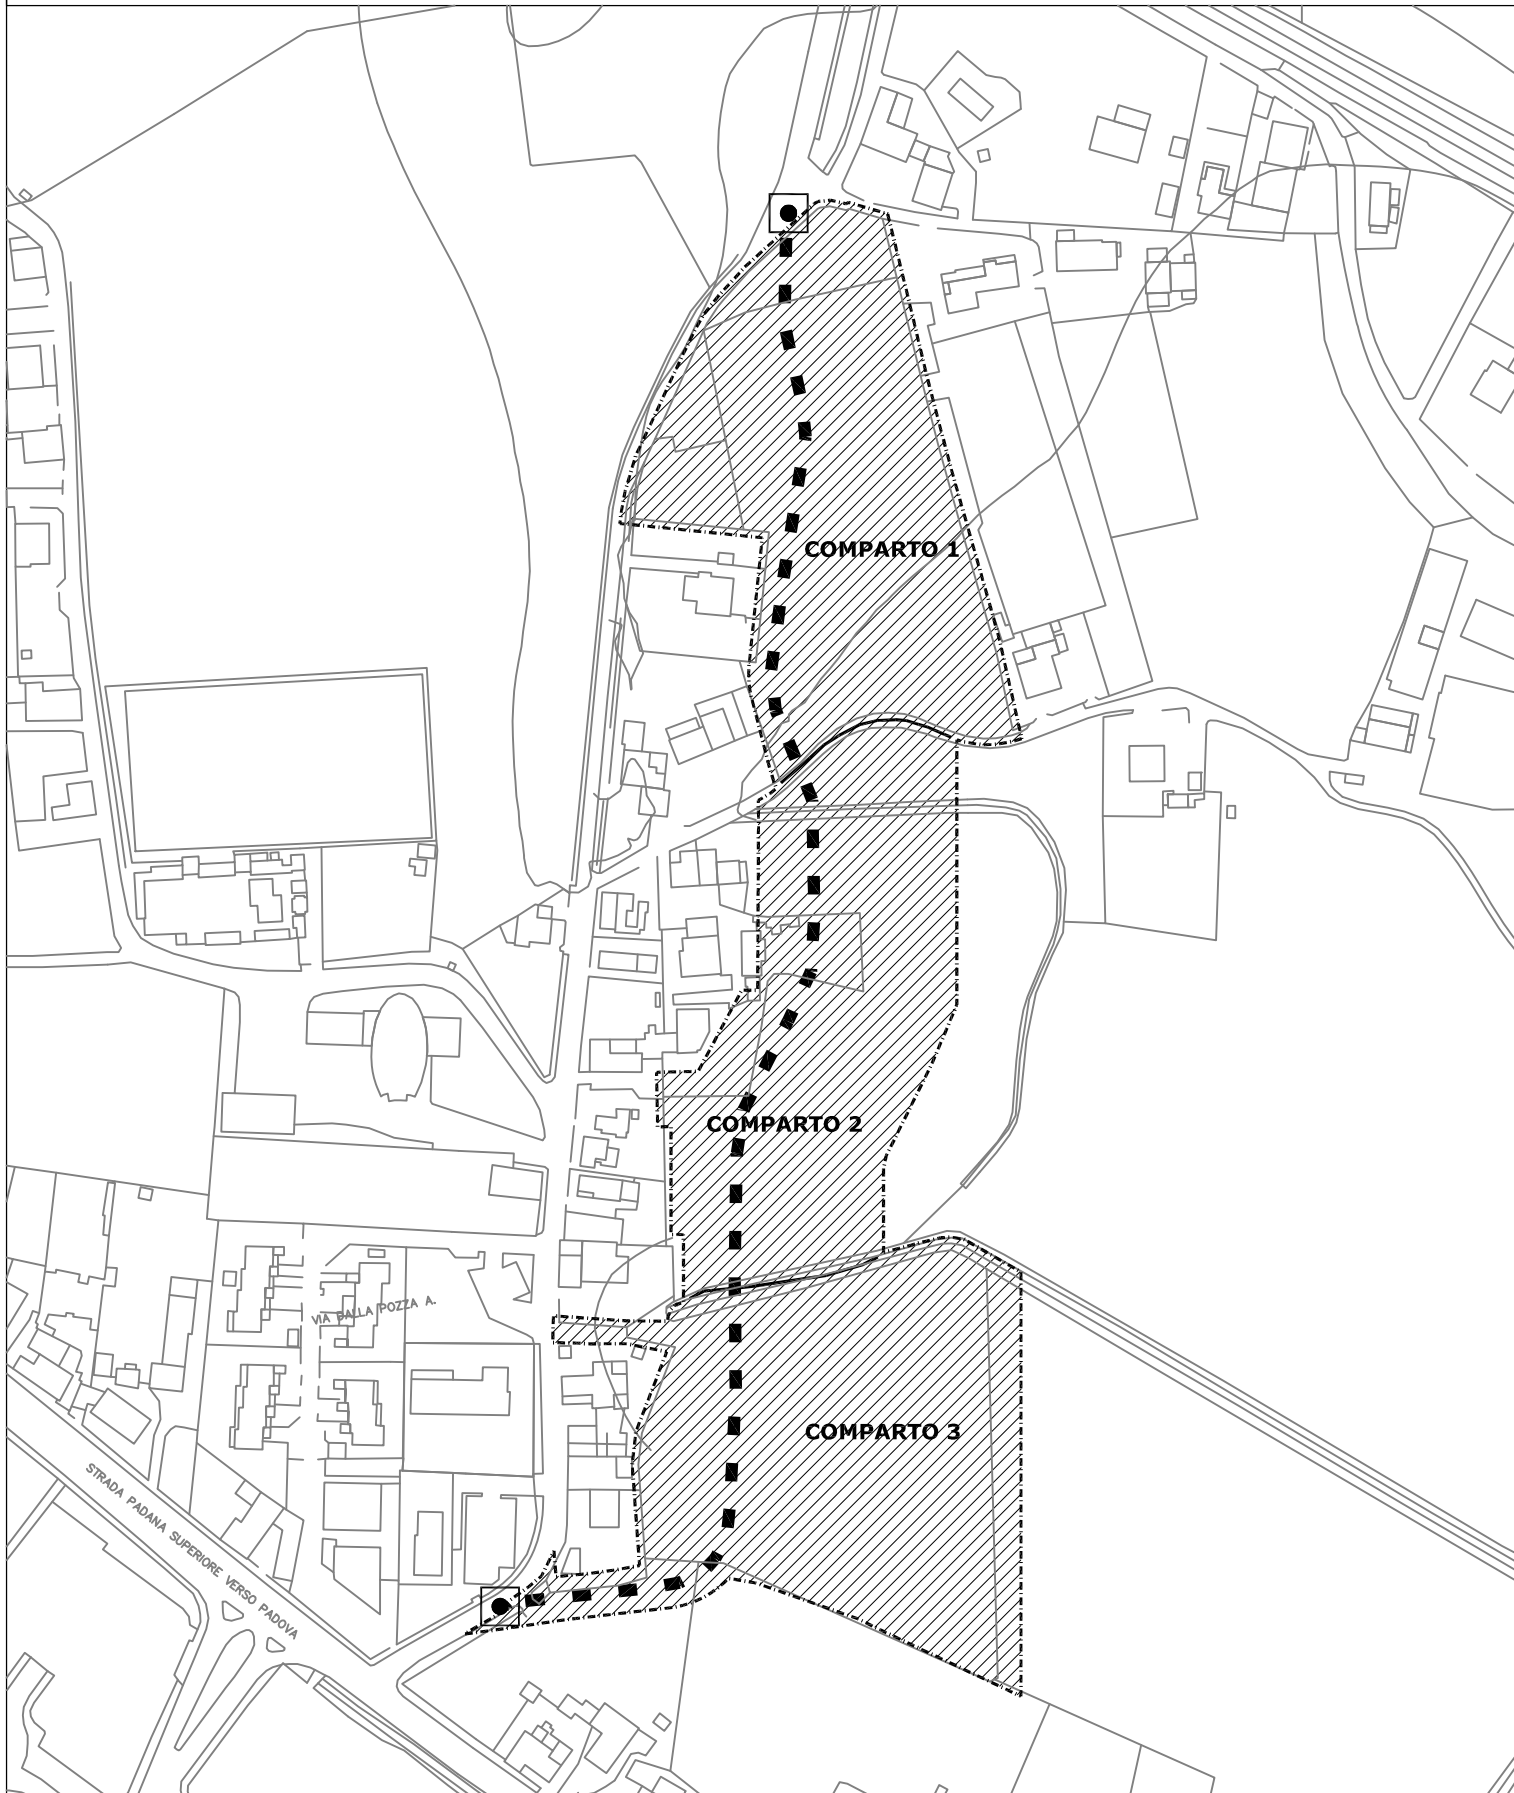 COMPARTO 1
COMPARTO 2
VIA DALLA POZZA A.
COMPARTO 3
STRADA PADANA SUPERIORE VERSO PADOVA